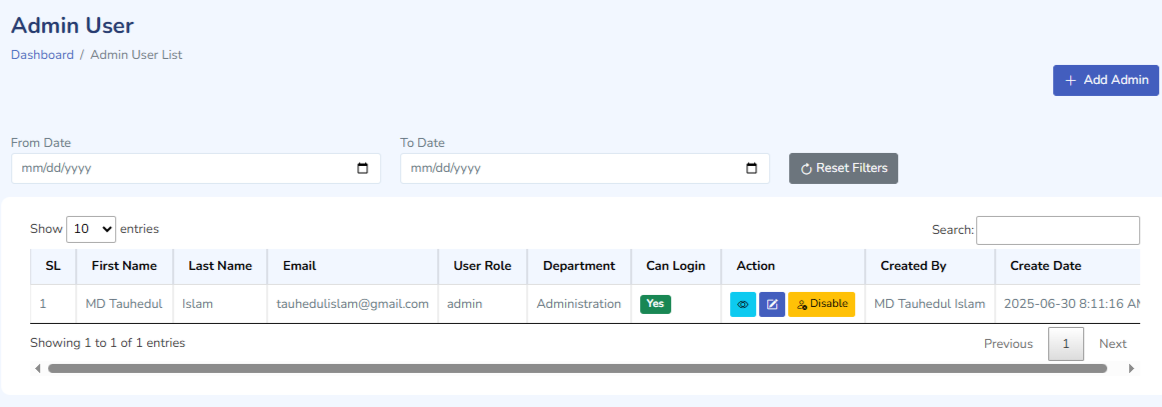 Admin User
Dashboard / Admin User List
+ Add Admin
From Date To Date
mm/dd/yyyy mm/dd/yyyy Reset Filters
Show 10 entries Search:
SL First Name Last Name Email User Role Department Can Login Action Created By Create Date
1 MD Tauhedul Islam tauhedulislam@gmail.com admin Administration Yes Disable MD Tauhedul Islam 2025-06-30 8:11:16
Showing 1 to 1 of 1 entries Previous 1 Next